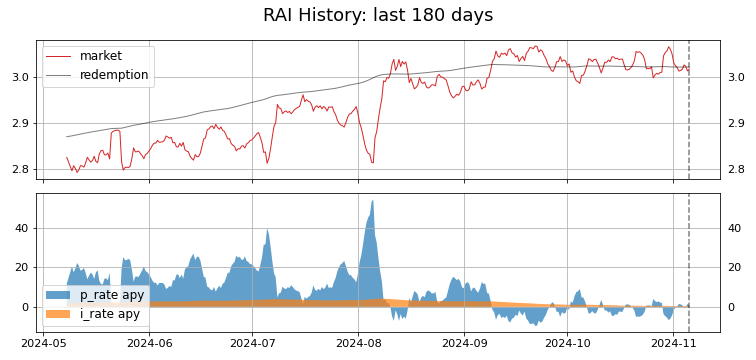 RAI History: last 180 days
market
redemption
3.0 3.0
2.9 2.9
2.8 2.8
40 40
20 20
0 0
p_rate apy
i_rate apy
2024-05 2024-06 2024-07 2024-08 2024-09 2024-10 2024-11